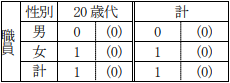 職員 性別 20歳代 計
男 0 (0) 0 (0)
女 1 (0) 1 (0)
計 1 (0) 1 (0)